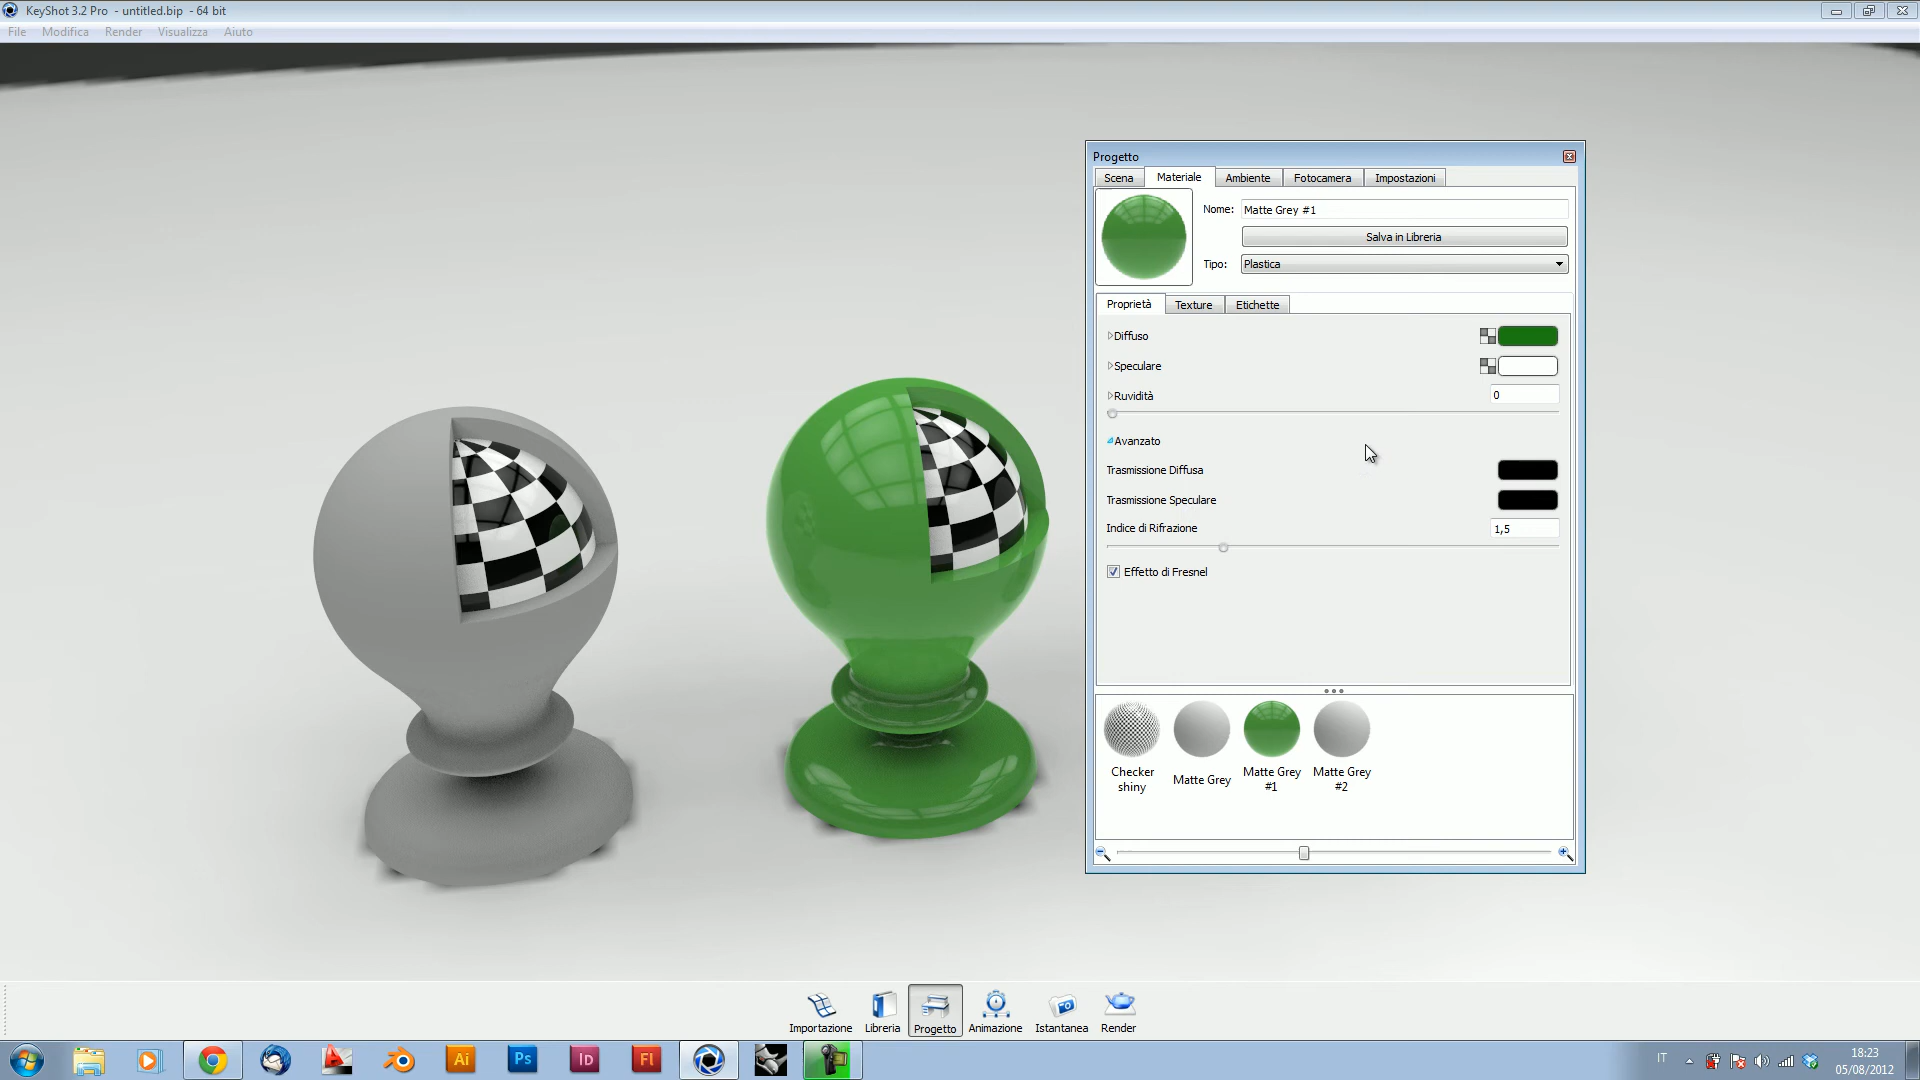 KeyShot 3.2 Pro - untitled.bip - 64 bit
File Modifica Render Visualizza Aiuto
Progetto
Scena Materiale Ambiente Fotocamera Impostazioni
Nome: Matte Grey #1
Salva in Libreria
Tipo: Plastica
Proprietà Texture Etichette
Diffuso
Speculare
Ruvidità 0
Avanzato
Trasmissione Diffusa
Trasmissione Speculare
Indice di Rifrazione 1,5
Effetto di Fresnel
Checker shiny
Matte Grey
Matte Grey #1
Matte Grey #2
Importazione Libreria Progetto Animazione Istantanea Render
Ai Ps Id Fl
IT
18:23
05/08/2012